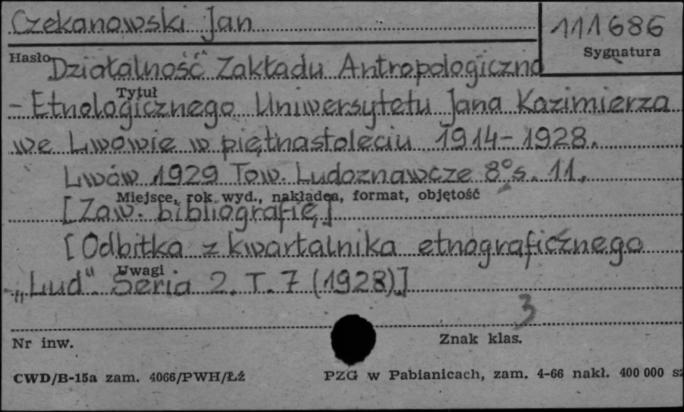 Czekanowski Jan
111686
Hasło
Sygnatura
Działalność Zakładu Antropologiczno
Tytuł
- Etnologicznego Uniwersytetu Jana Kazimierza
we Lwowie w piętnastoleciu 1914-1928.
Lwów 1929 Tow. Ludoznawcze 8° s. 11.
Miejsce, rok wyd., nakładca, format, objętość
[Zaw. bibliografię]
[Odbitka z kwartalnika etnograficznego
Uwagi
"Lud" Seria 2. T. 7 (1928)]
3
Nr inw.
Znak klas.
CWD/B-15a zam. 4066/PWH/Łź
PZG w Pabianicach, zam. 4-66 nakł. 400 000 sz